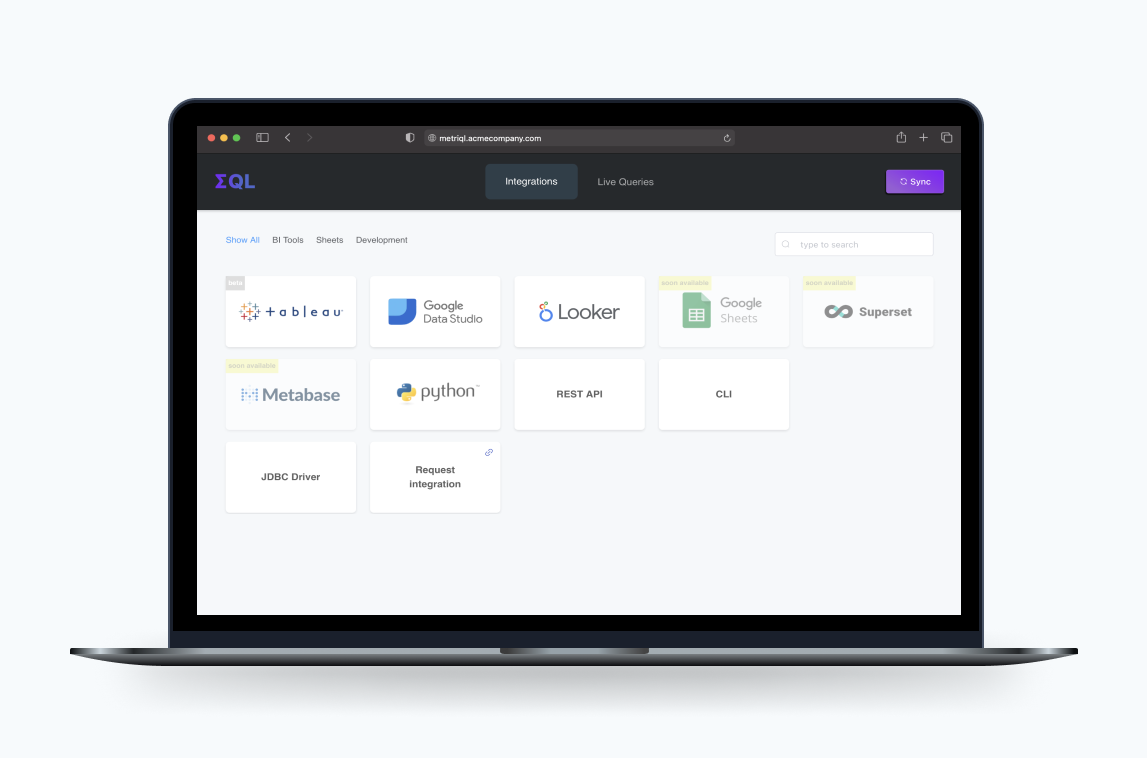 metriql.acmecompany.com
ΣQL
Integrations
Live Queries
Sync
Show All
BI Tools
Sheets
Development
type to search
beta
+ableau
Google
Data Studio
Looker
soon available
Google
Sheets
soon available
Superset
soon available
Metabase
python™
REST API
CLI
JDBC Driver
Request
integration